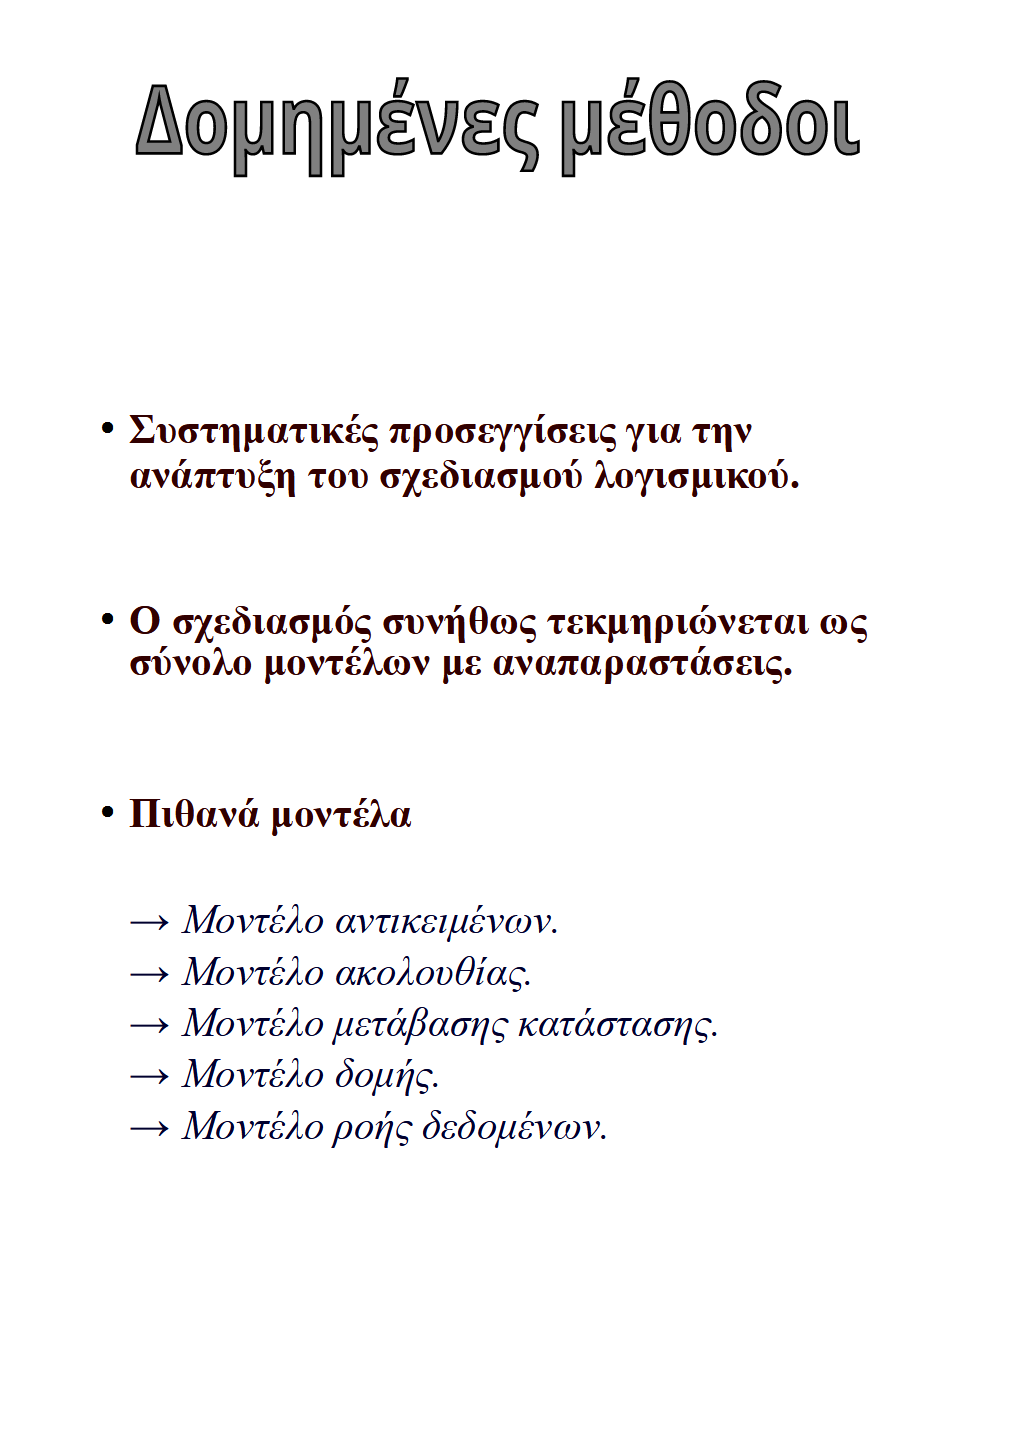 Δομημένες μέθοδοι
• Συστηματικές προσεγγίσεις για την
ανάπτυξη του σχεδιασμού λογισμικού.
• Ο σχεδιασμός συνήθως τεκμηριώνεται ως
σύνολο μοντέλων με αναπαραστάσεις.
• Πιθανά μοντέλα
→ Μοντέλο αντικειμένων.
→ Μοντέλο ακολουθίας.
→ Μοντέλο μετάβασης κατάστασης.
→ Μοντέλο δομής.
→ Μοντέλο ροής δεδομένων.